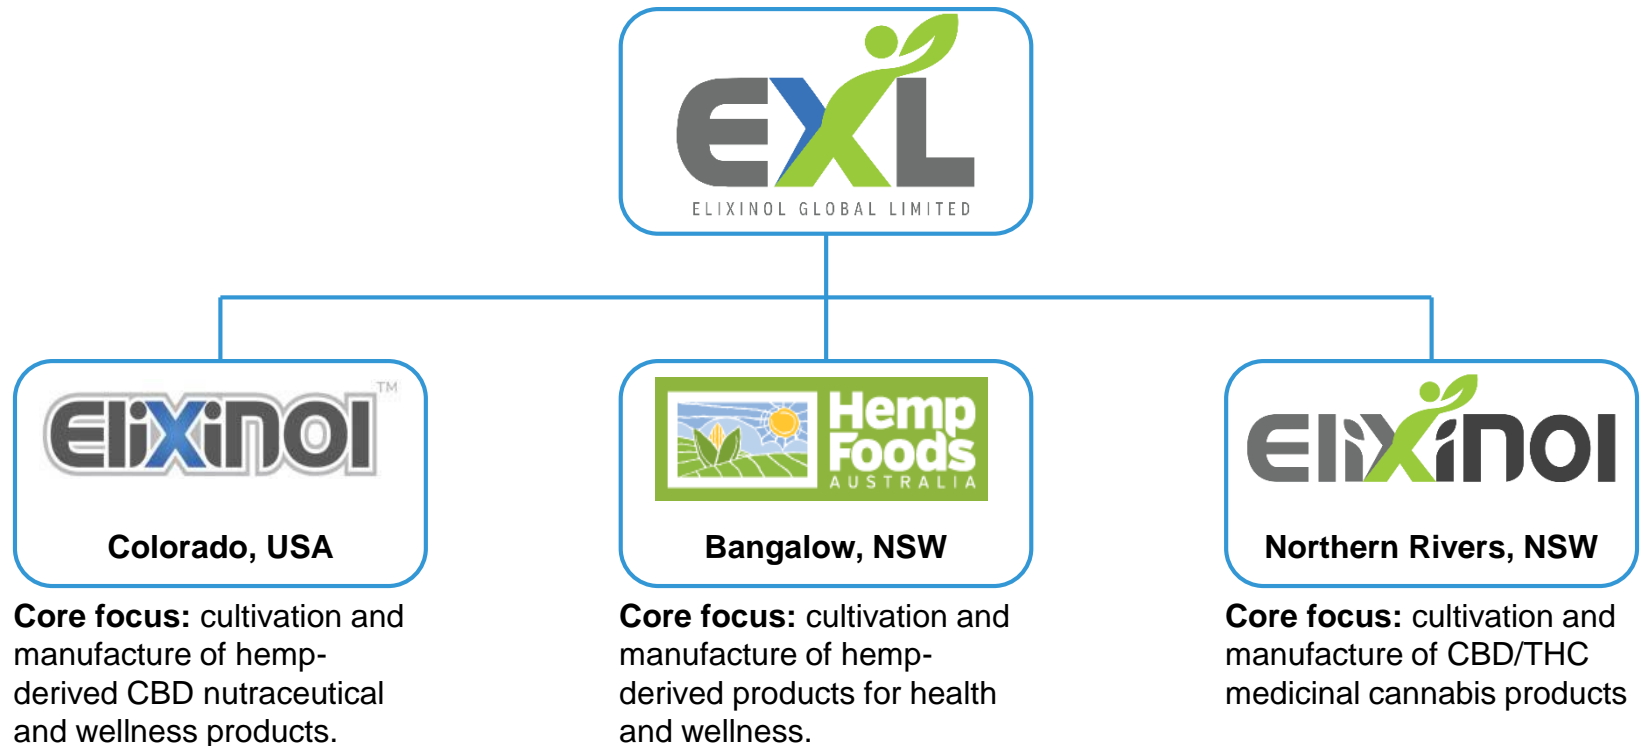 EXL
ELIXINOL GLOBAL LIMITED
Elixinol™
Colorado, USA
Core focus: cultivation and
manufacture of hemp-
derived CBD nutraceutical
and wellness products.
Hemp
Foods
AUSTRALIA
Bangalow, NSW
Core focus: cultivation and
manufacture of hemp-
derived products for health
and wellness.
Elixinol
Northern Rivers, NSW
Core focus: cultivation and
manufacture of CBD/THC
medicinal cannabis products